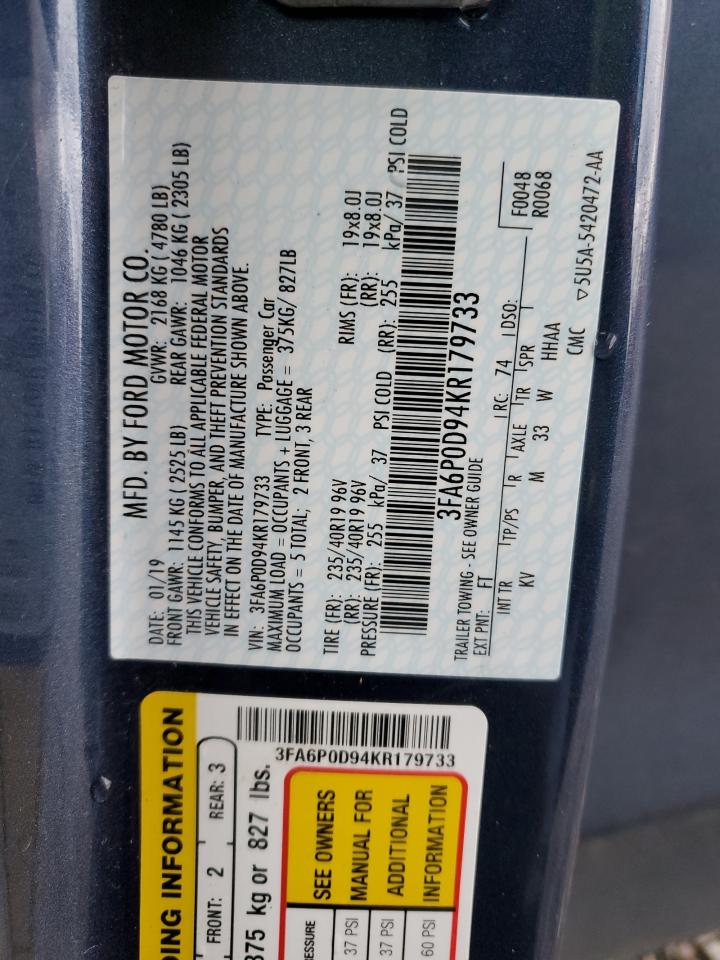 MFD. BY FORD MOTOR CO.
DATE: 01/19 GVWR: 2168 KG ( 4780 LB)
FRONT GAWR: 1145 KG ( 2525 LB) REAR GAWR: 1046 KG ( 2305 LB)
THIS VEHICLE CONFORMS TO ALL APPLICABLE FEDERAL MOTOR
VEHICLE SAFETY, BUMPER, AND THEFT PREVENTION STANDARDS
IN EFFECT ON THE DATE OF MANUFACTURE SHOWN ABOVE.
VIN: 3FA6P0D94KR179733 TYPE: Passenger Car
MAXIMUM LOAD = OCCUPANTS + LUGGAGE = 375KG/ 827LB
OCCUPANTS = 5 TOTAL; 2 FRONT, 3 REAR
TIRE (FR): 235/40R19 96V RIMS (FR): 19x8.0J
(RR): 235/40R19 96V (RR): 19x8.0J
PRESSURE (FR): 255 kPa/ 37 PSI COLD (RR): 255 kPa/ 37 PSI COLD
3FA6P0D94KR179733
TRAILER TOWING - SEE OWNER GUIDE
EXT PNT: FT RC: 74 DSO:
F0048
R0068
INT TR TP/PS R AXLE TR SPR
KV M 33 W HHAA
CMC
▽5U5A-5420472-AA
DING INFORMATION
FRONT: 2 REAR: 3
375 kg or 827 lbs.
3FA6P0D94KR179733
ESSURE
37 PSI
37 PSI
60 PSI
SEE OWNERS
MANUAL FOR
ADDITIONAL
INFORMATION